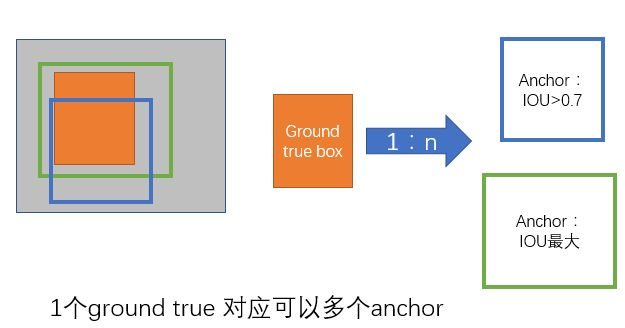 Ground
true box
1：n
Anchor：
IOU>0.7
Anchor：
IOU最大
1个ground true 对应可以多个anchor